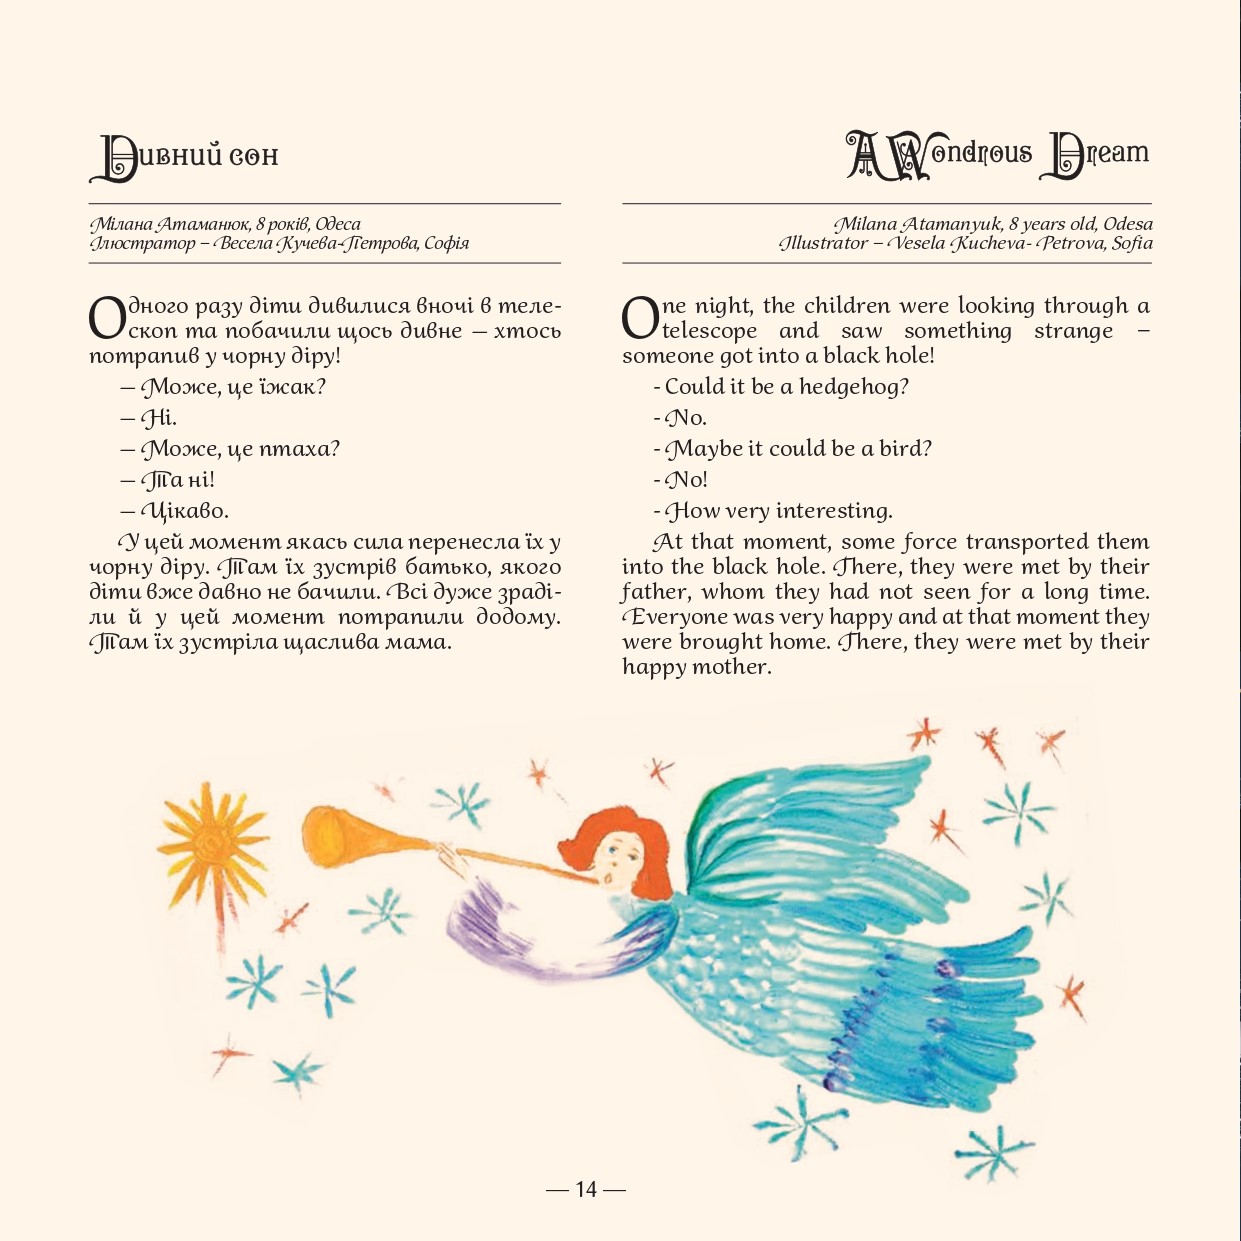 Дивний сон
Мілана Атаманюк, 8 років, Одеса
Ілюстратор – Весела Кучева-Петрова, Софія
Одного разу діти дивилися вночі в теле-
скоп та побачили щось дивне – хтось
потрапив у чорну діру!
– Може, це їжак?
– Ні.
– Може, це птаха?
– Та ні!
– Цікаво.
У цей момент якась сила перенесла їх у
чорну діру. Там їх зустрів батько, якого
діти вже давно не бачили. Всі дуже зраді-
ли й у цей момент потрапили додому.
Там їх зустріла щаслива мама.
A Wondrous Dream
Milana Atamanyuk, 8 years old, Odesa
Illustrator – Vesela Kucheva- Petrova, Sofia
One night, the children were looking through a
telescope and saw something strange –
someone got into a black hole!
- Could it be a hedgehog?
- No.
- Maybe it could be a bird?
- No!
- How very interesting.
At that moment, some force transported them
into the black hole. There, they were met by their
father, whom they had not seen for a long time.
Everyone was very happy and at that moment they
were brought home. There, they were met by their
happy mother.
— 14 —